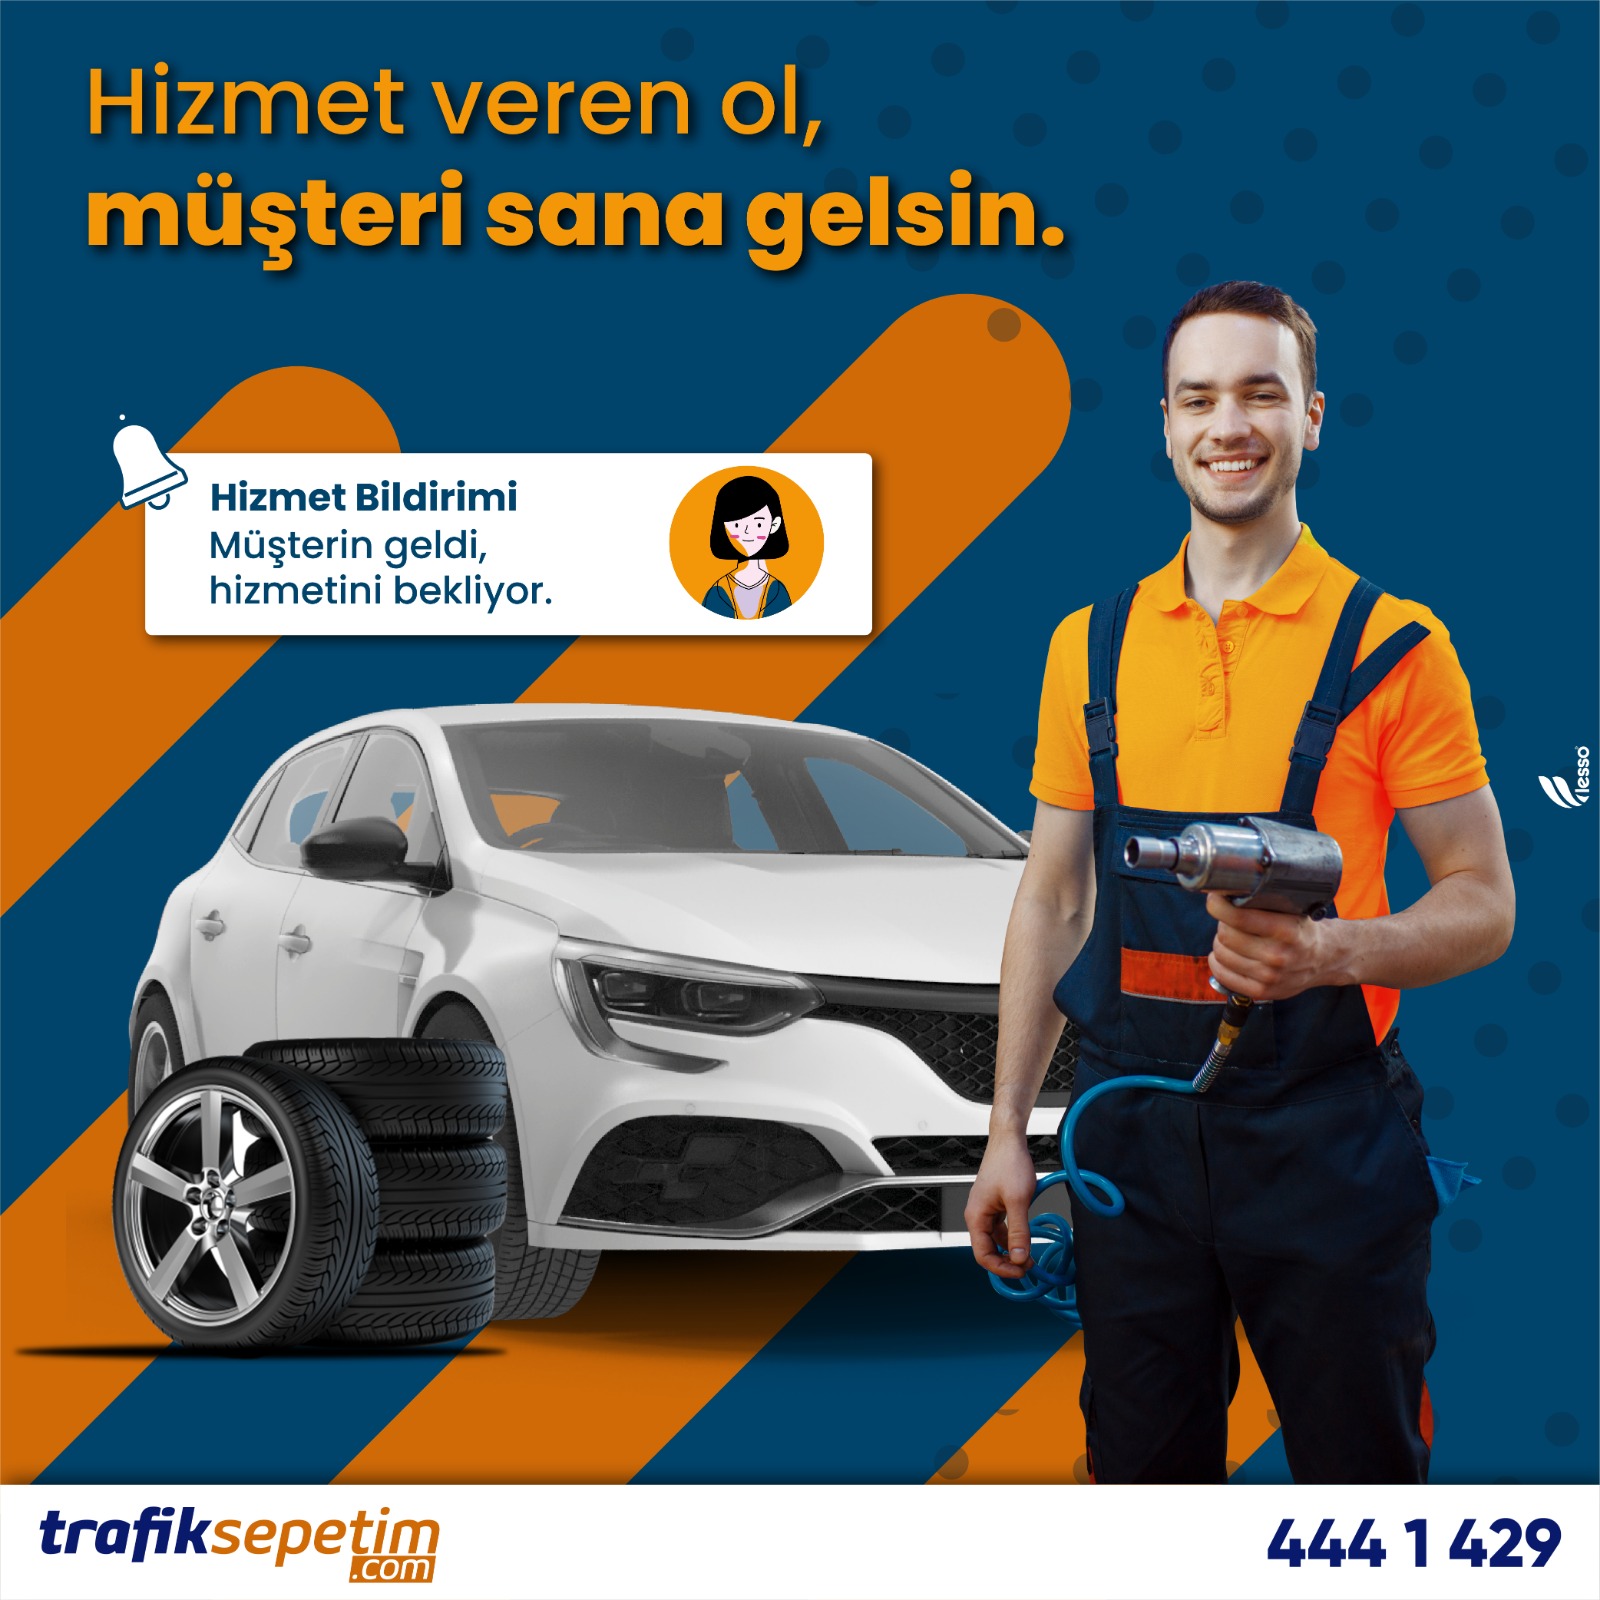 Hizmet veren ol,
müşteri sana gelsin.
Hizmet Bildirimi
Müşterin geldi,
hizmetini bekliyor.
lesso
trafiksepetim
.com
444 1 429